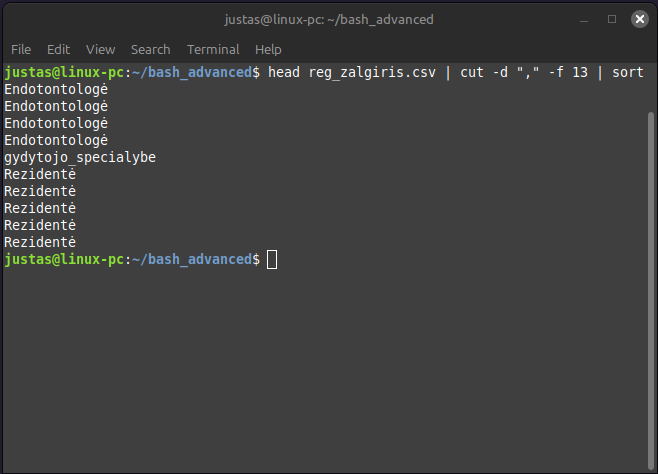 justas@linux-pc: ~/bash_advanced
File Edit View Search Terminal Help
justas@linux-pc:~/bash_advanced$ head reg_zalgiris.csv | cut -d "," -f 13 | sort
Endotontologė
Endotontologė
Endotontologė
Endotontologė
gydytojo_specialybe
Rezidentė
Rezidentė
Rezidentė
Rezidentė
Rezidentė
justas@linux-pc:~/bash_advanced$